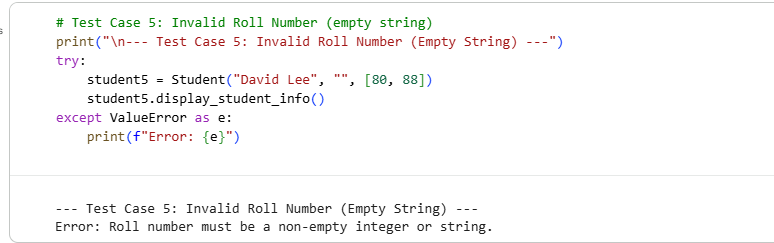 # Test Case 5: Invalid Roll Number (empty string)
print("\n--- Test Case 5: Invalid Roll Number (Empty String) ---")
try:
    student5 = Student("David Lee", "", [80, 88])
    student5.display_student_info()
except ValueError as e:
    print(f"Error: {e}")
--- Test Case 5: Invalid Roll Number (Empty String) ---
Error: Roll number must be a non-empty integer or string.